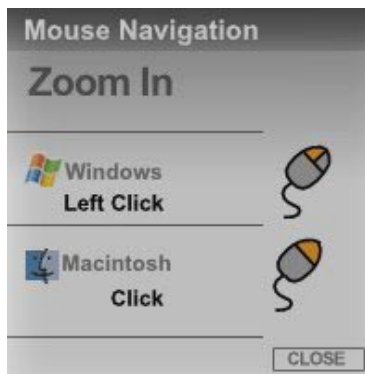 Mouse Navigation
Zoom In
Windows
Left Click
Macintosh
Click
CLOSE